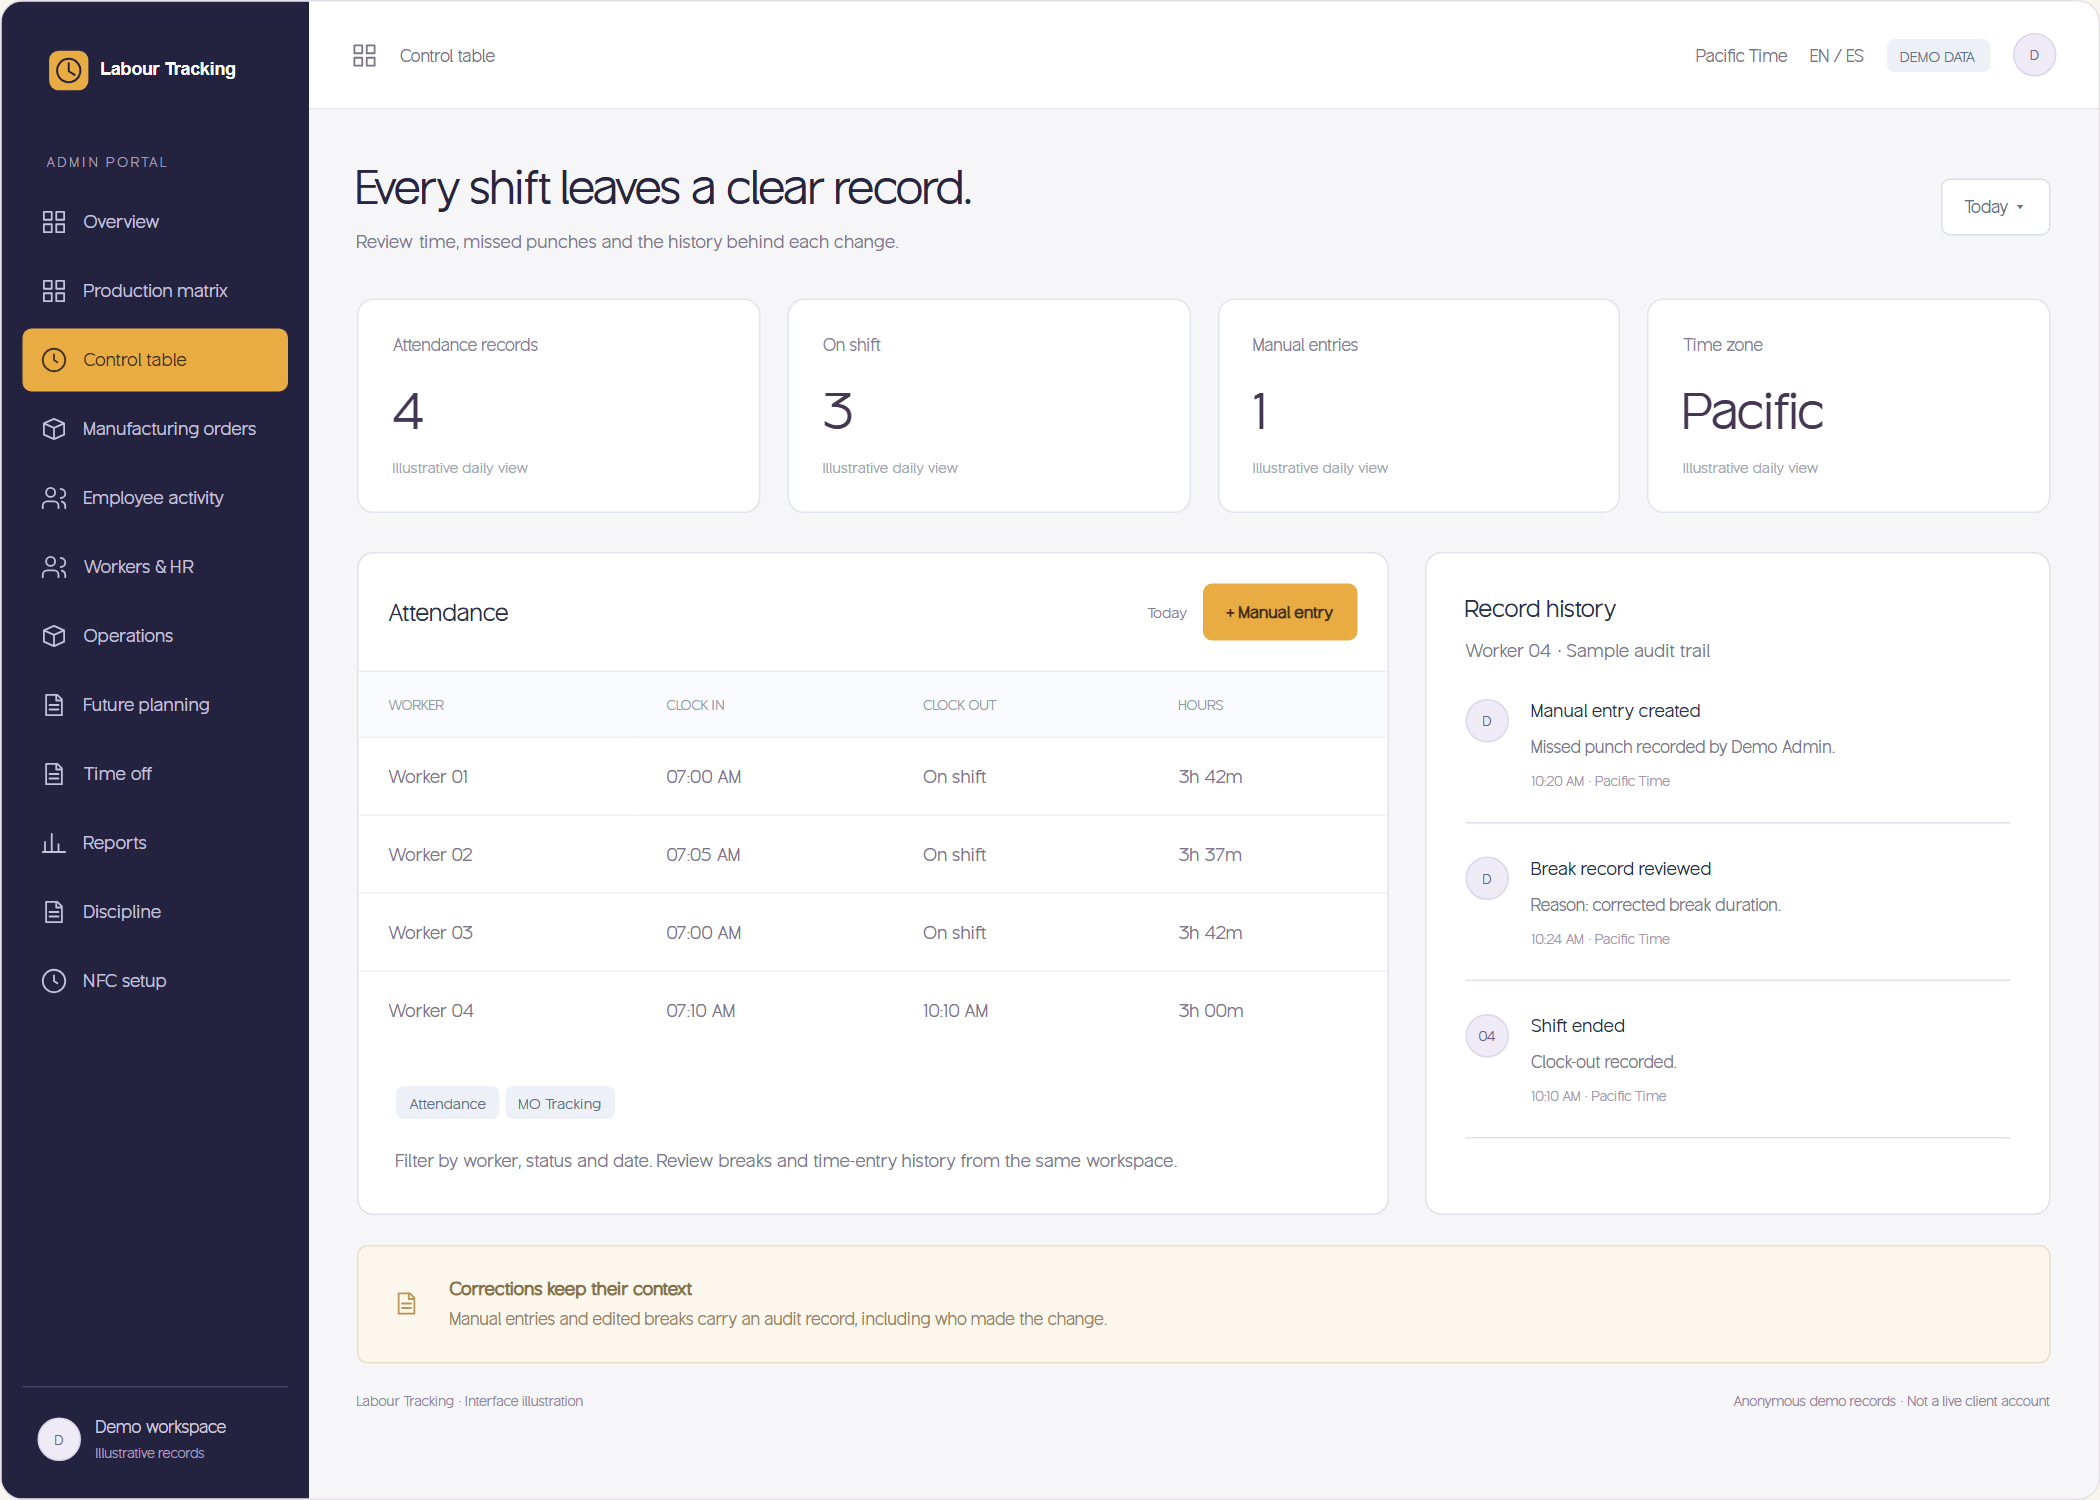 Labour Tracking
ADMIN PORTAL
Overview
Production matrix
Control table
Manufacturing orders
Employee activity
Workers & HR
Operations
Future planning
Time off
Reports
Discipline
NFC setup
D
Demo workspace
Illustrative records
Control table
Pacific Time EN / ES DEMO DATA D
Every shift leaves a clear record.
Review time, missed punches and the history behind each change.
Today
Attendance records
4
Illustrative daily view
On shift
3
Illustrative daily view
Manual entries
1
Illustrative daily view
Time zone
Pacific
Illustrative daily view
Attendance
Today
+ Manual entry
WORKER CLOCK IN CLOCK OUT HOURS
Worker 01 07:00 AM On shift 3h 42m
Worker 02 07:05 AM On shift 3h 37m
Worker 03 07:00 AM On shift 3h 42m
Worker 04 07:10 AM 10:10 AM 3h 00m
Attendance MO Tracking
Filter by worker, status and date. Review breaks and time-entry history from the same workspace.
Record history
Worker 04 · Sample audit trail
D
Manual entry created
Missed punch recorded by Demo Admin.
10:20 AM · Pacific Time
D
Break record reviewed
Reason: corrected break duration.
10:24 AM · Pacific Time
04
Shift ended
Clock-out recorded.
10:10 AM · Pacific Time
Corrections keep their context
Manual entries and edited breaks carry an audit record, including who made the change.
Labour Tracking · Interface illustration
Anonymous demo records · Not a live client account